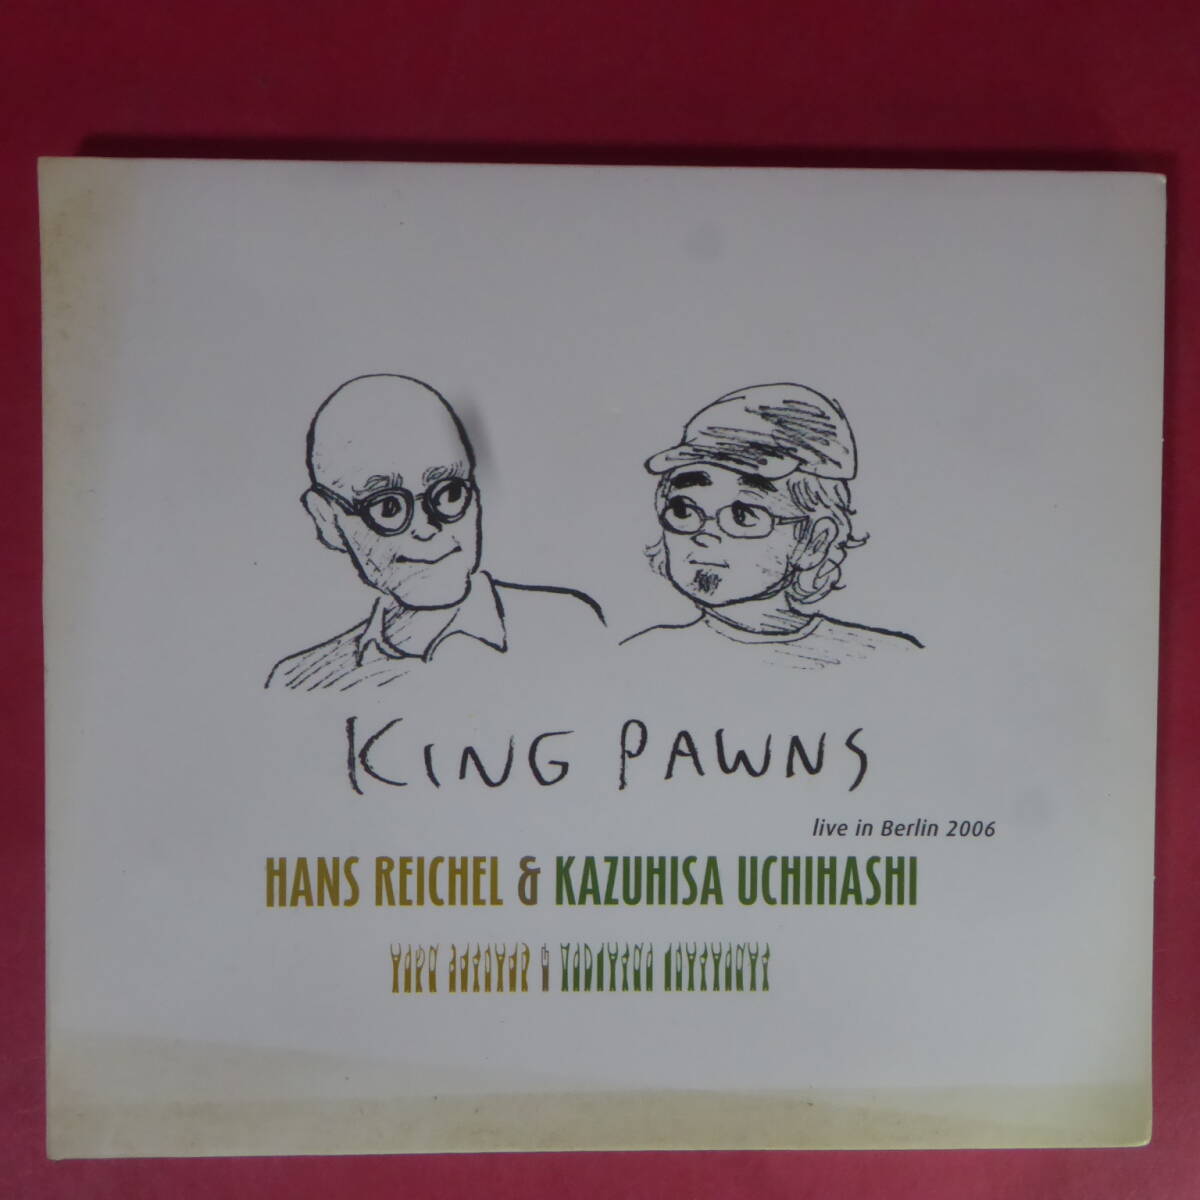 KING PAWNS
live in Berlin 2006
HANS REICHEL & KAZUHISA UCHIHASHI